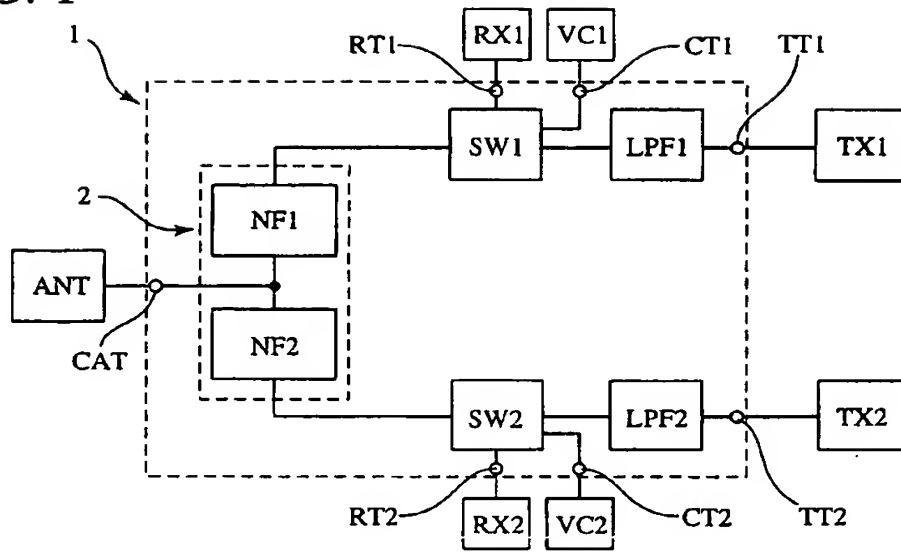 1
RT1
RX1
VC1
CT1
TT1
SW1
LPF1
TX1
2
NF1
ANT
CAT
NF2
SW2
LPF2
TX2
RT2
RX2
VC2
CT2
TT2